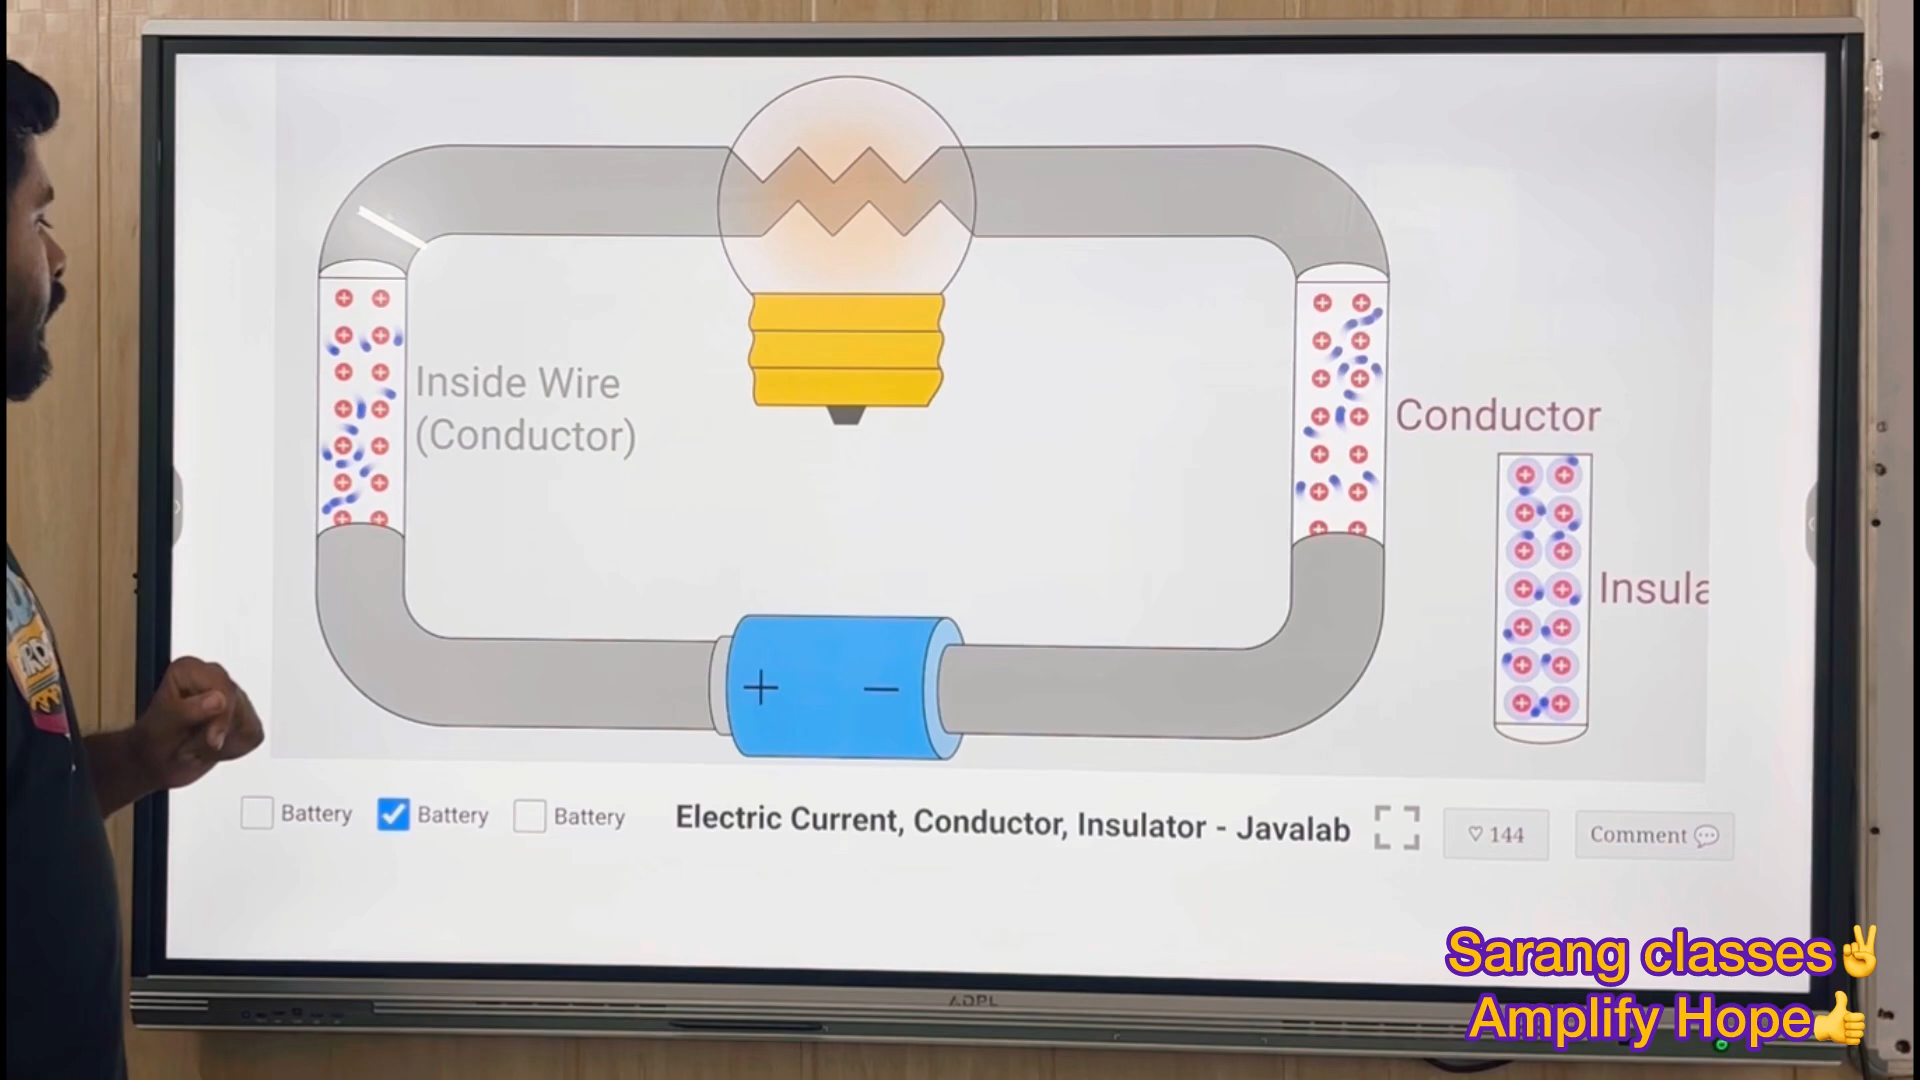 Inside Wire
(Conductor)
Conductor
Insula
+ −
Battery
Battery
Battery
Electric Current, Conductor, Insulator - Javalab
♡ 144
Comment 💬
ADPL
Sarang classes✌
Amplify Hope👍